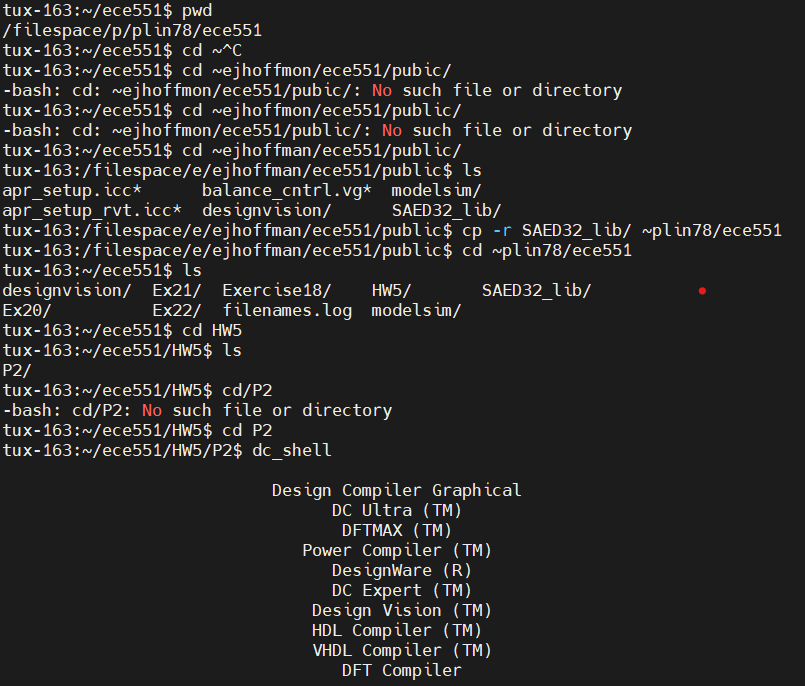 tux-163:~/ece551$ pwd
/filespace/p/plin78/ece551
tux-163:~/ece551$ cd ~^C
tux-163:~/ece551$ cd ~ejhoffmon/ece551/pubic/
-bash: cd: ~ejhoffmon/ece551/pubic/: No such file or directory
tux-163:~/ece551$ cd ~ejhoffmon/ece551/public/
-bash: cd: ~ejhoffmon/ece551/public/: No such file or directory
tux-163:~/ece551$ cd ~ejhoffman/ece551/public/
tux-163:/filespace/e/ejhoffman/ece551/public$ ls
apr_setup.icc*      balance_cntrl.vg*  modelsim/
apr_setup_rvt.icc*  designvision/      SAED32_lib/
tux-163:/filespace/e/ejhoffman/ece551/public$ cp -r SAED32_lib/ ~plin78/ece551
tux-163:/filespace/e/ejhoffman/ece551/public$ cd ~plin78/ece551
tux-163:~/ece551$ ls
designvision/  Ex21/  Exercise18/    HW5/       SAED32_lib/
Ex20/          Ex22/  filenames.log  modelsim/
tux-163:~/ece551$ cd HW5
tux-163:~/ece551/HW5$ ls
P2/
tux-163:~/ece551/HW5$ cd/P2
-bash: cd/P2: No such file or directory
tux-163:~/ece551/HW5$ cd P2
tux-163:~/ece551/HW5/P2$ dc_shell
Design Compiler Graphical
DC Ultra (TM)
DFTMAX (TM)
Power Compiler (TM)
DesignWare (R)
DC Expert (TM)
Design Vision (TM)
HDL Compiler (TM)
VHDL Compiler (TM)
DFT Compiler